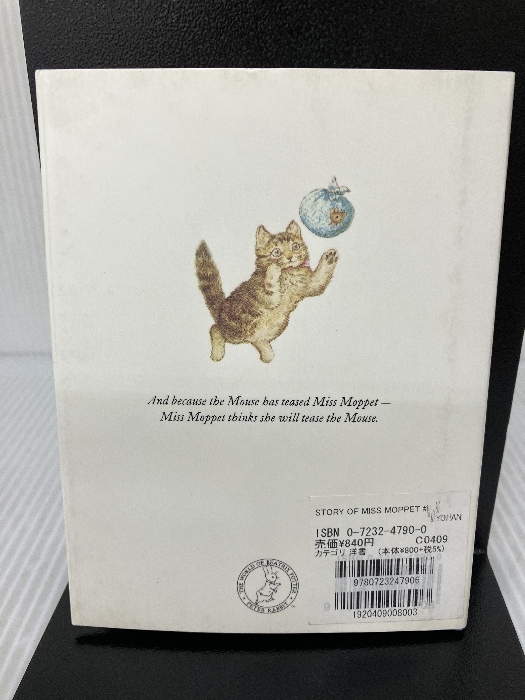 And because the Mouse has teased Miss Moppet —
Miss Moppet thinks she will tease the Mouse.
STORY OF MISS MOPPET #
YOHAN
ISBN 0-7232-4790-0
売価¥840円 C0409
カテゴリ 洋書 (本体¥800+税5%)
9780723247906
1920409008003
THE WORLD OF BEATRIX POTTER
PETER RABBIT